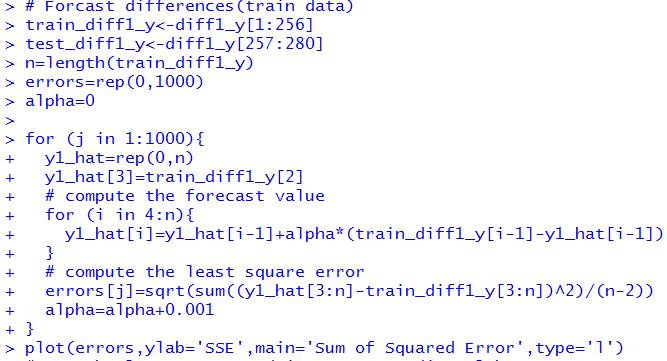 > # Forcast differences(train data)
> train_diff1_y<-diff1_y[1:256]
> test_diff1_y<-diff1_y[257:280]
> n=length(train_diff1_y)
> errors=rep(0,1000)
> alpha=0
>
> for (j in 1:1000){
+   y1_hat=rep(0,n)
+   y1_hat[3]=train_diff1_y[2]
+   # compute the forecast value
+   for (i in 4:n){
+     y1_hat[i]=y1_hat[i-1]+alpha*(train_diff1_y[i-1]-y1_hat[i-1])
+   }
+   # compute the least square error
+   errors[j]=sqrt(sum((y1_hat[3:n]-train_diff1_y[3:n])^2)/(n-2))
+   alpha=alpha+0.001
+ }
> plot(errors,ylab='SSE',main='Sum of Squared Error',type='l')